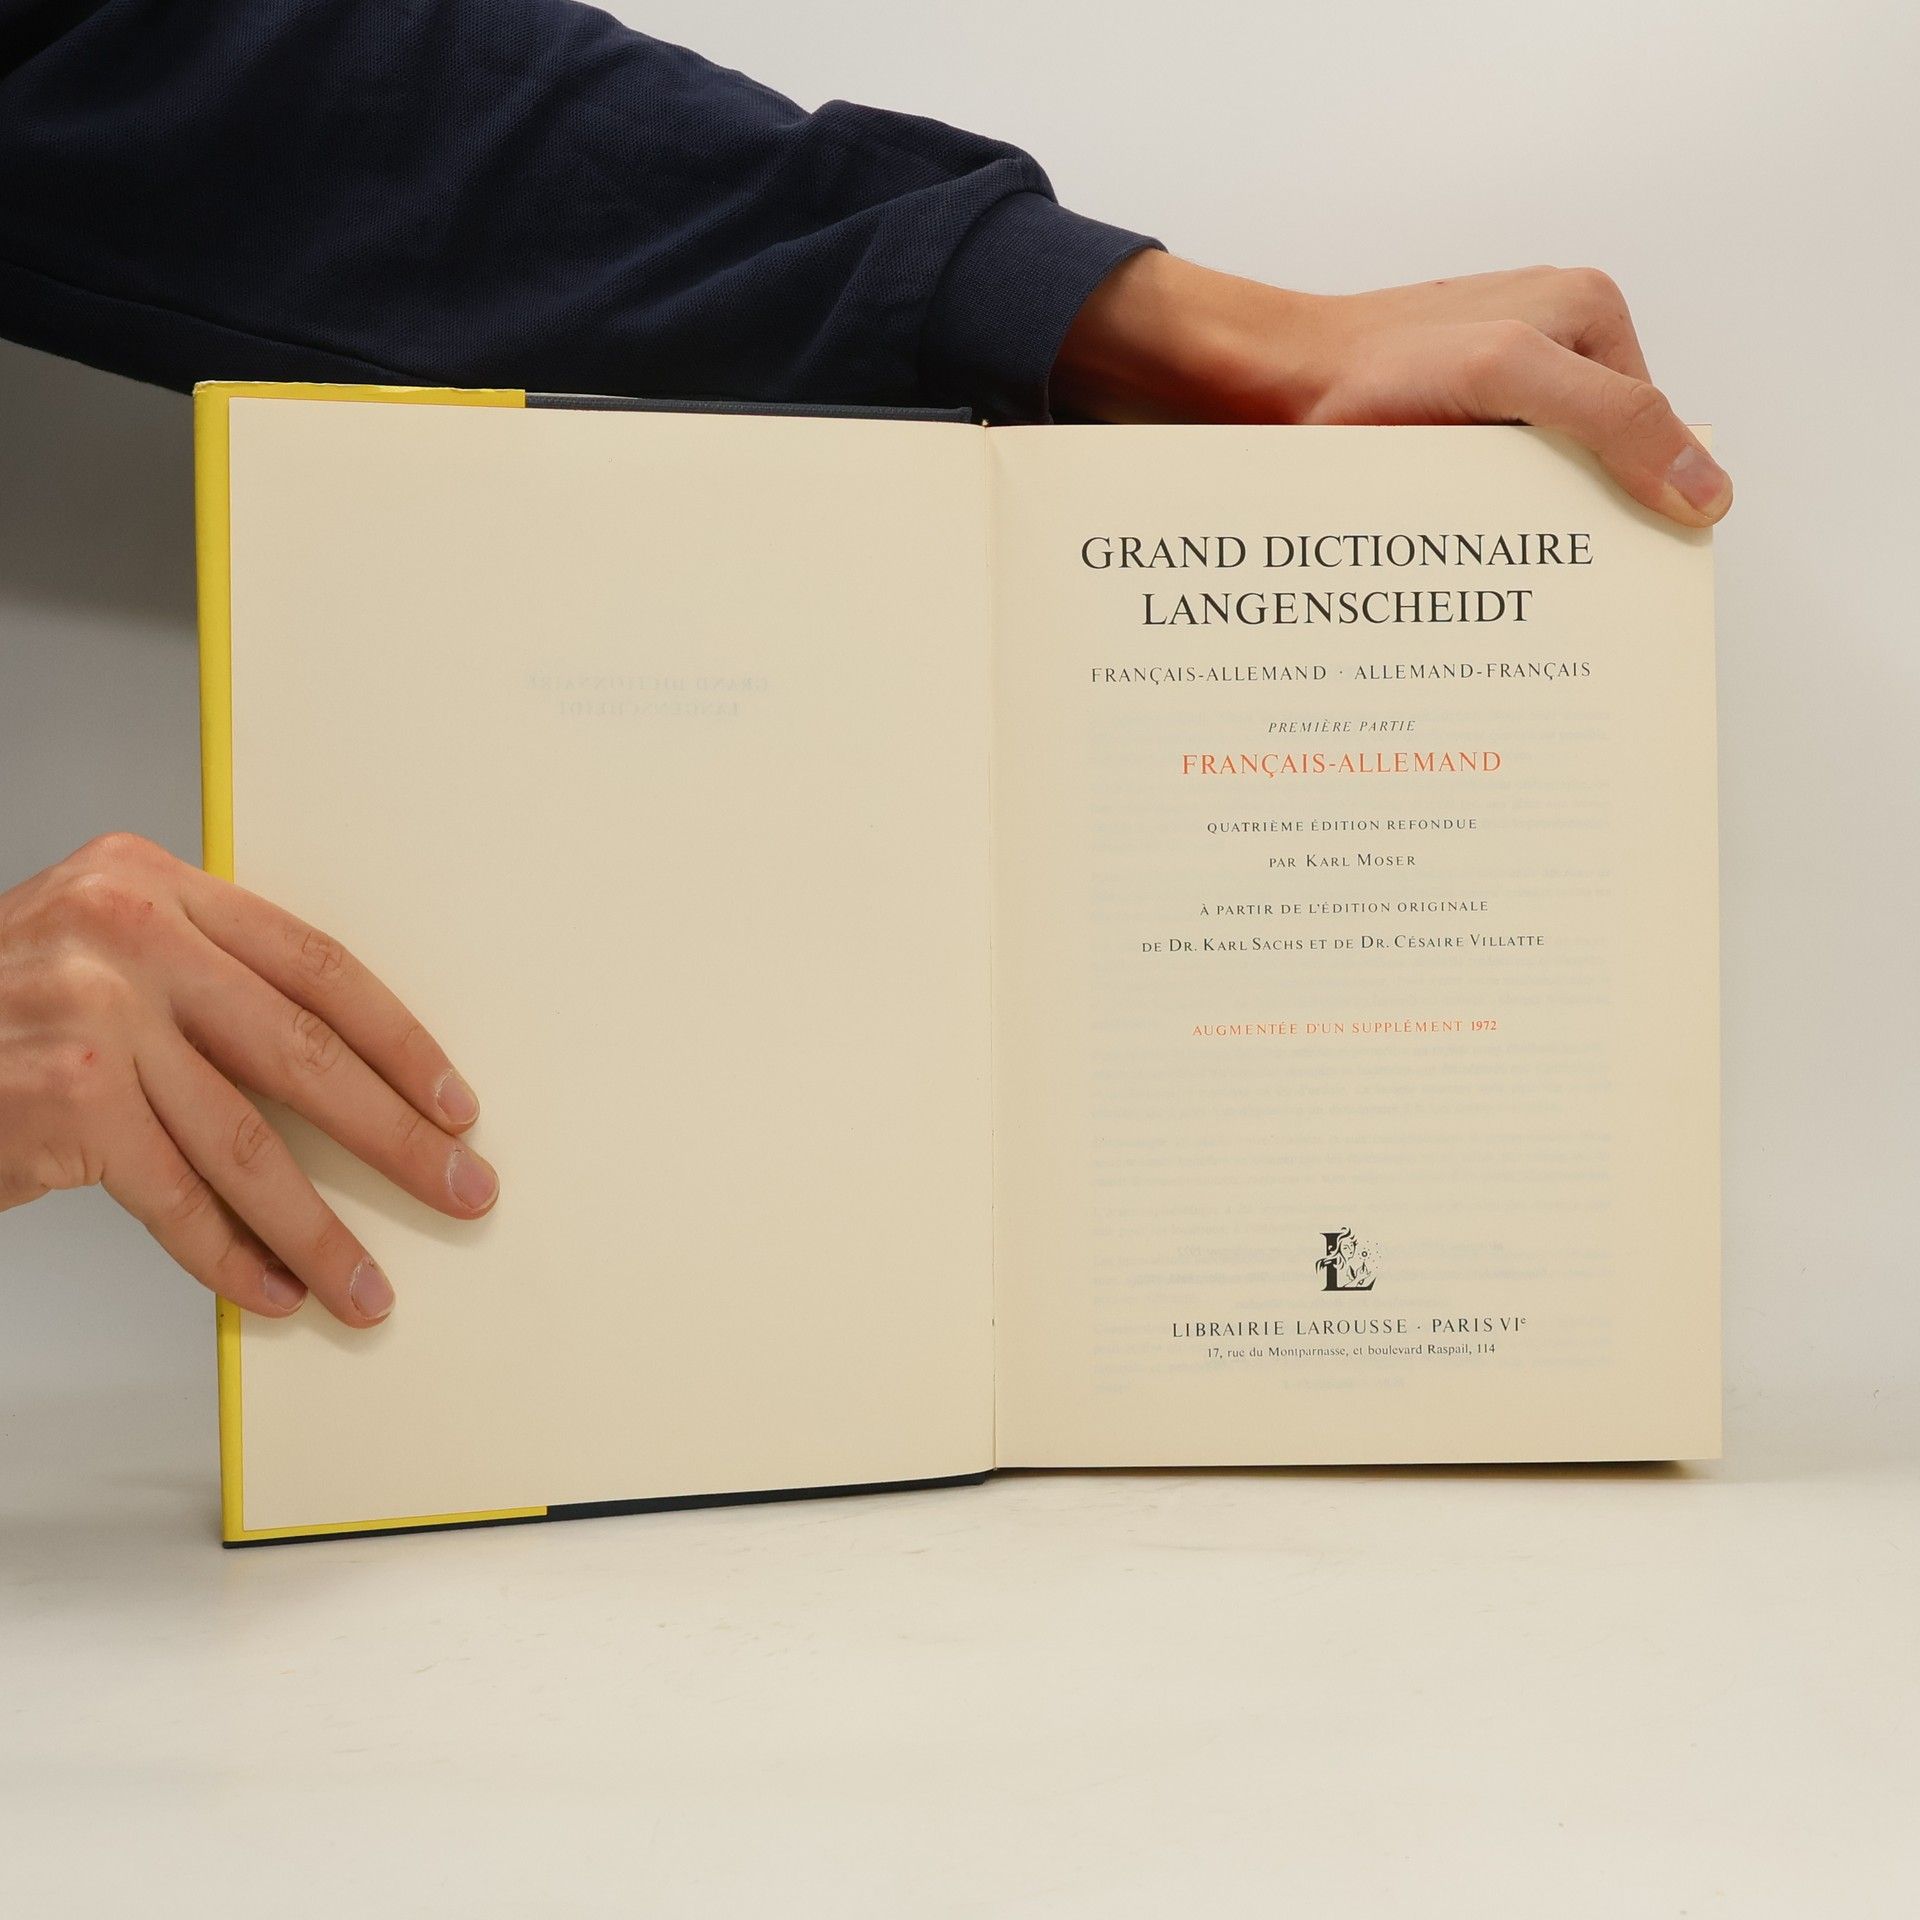 GRAND DICTIONNAIRE
LANGENSCHEIDT
FRANÇAIS-ALLEMAND · ALLEMAND-FRANÇAIS
PREMIÈRE PARTIE
FRANÇAIS-ALLEMAND
QUATRIÈME ÉDITION REFONDUE
PAR KARL MOSER
À PARTIR DE L'ÉDITION ORIGINALE
DE DR. KARL SACHS ET DE DR. CÉSAIRE VILLATTE
AUGMENTÉE D'UN SUPPLÉMENT 1972
L
LIBRAIRIE LAROUSSE · PARIS VIᵉ
17, rue du Montparnasse, et boulevard Raspail, 114